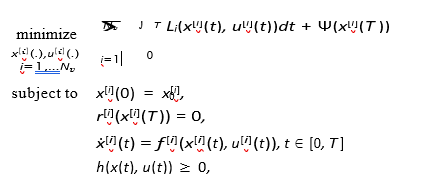 minimize
x[i](.),u[i](.)
i=1,...Nv
∫ T Li(x[i](t), u[i](t))dt + Ψ(x[i](T))
i=1 0
subject to x[i](0) = x0[i],
r[i](x[i](T)) = 0,
ẋ[i](t) = f[i](x[i](t), u[i](t)), t ∈ [0, T]
h(x(t), u(t)) ≥ 0,